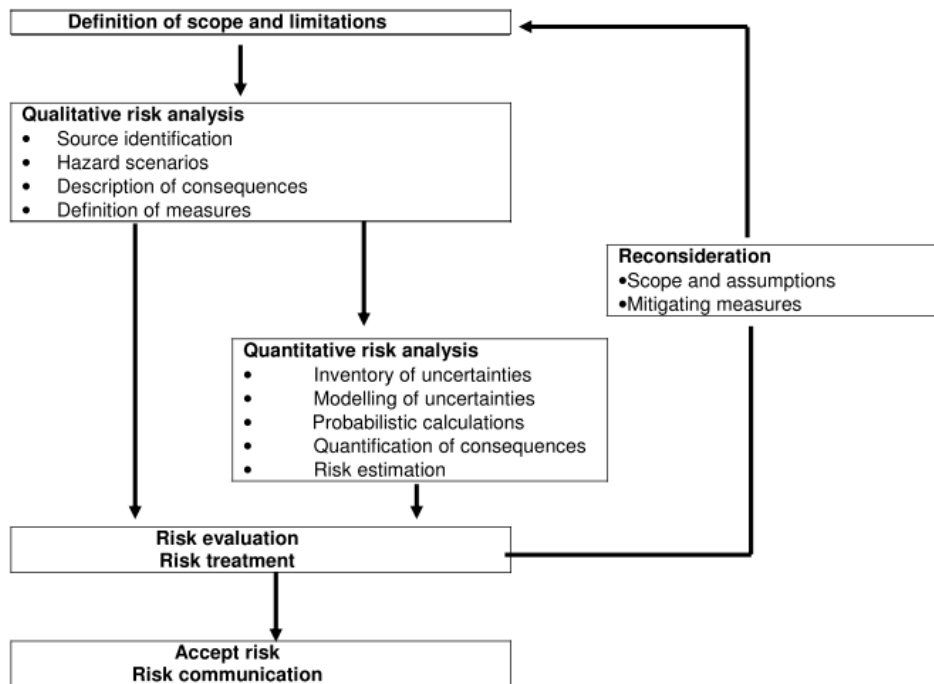 Definition of scope and limitations
Qualitative risk analysis
• Source identification
• Hazard scenarios
• Description of consequences
• Definition of measures
Reconsideration
•Scope and assumptions
•Mitigating measures
Quantitative risk analysis
• Inventory of uncertainties
• Modelling of uncertainties
• Probabilistic calculations
• Quantification of consequences
• Risk estimation
Risk evaluation
Risk treatment
Accept risk
Risk communication